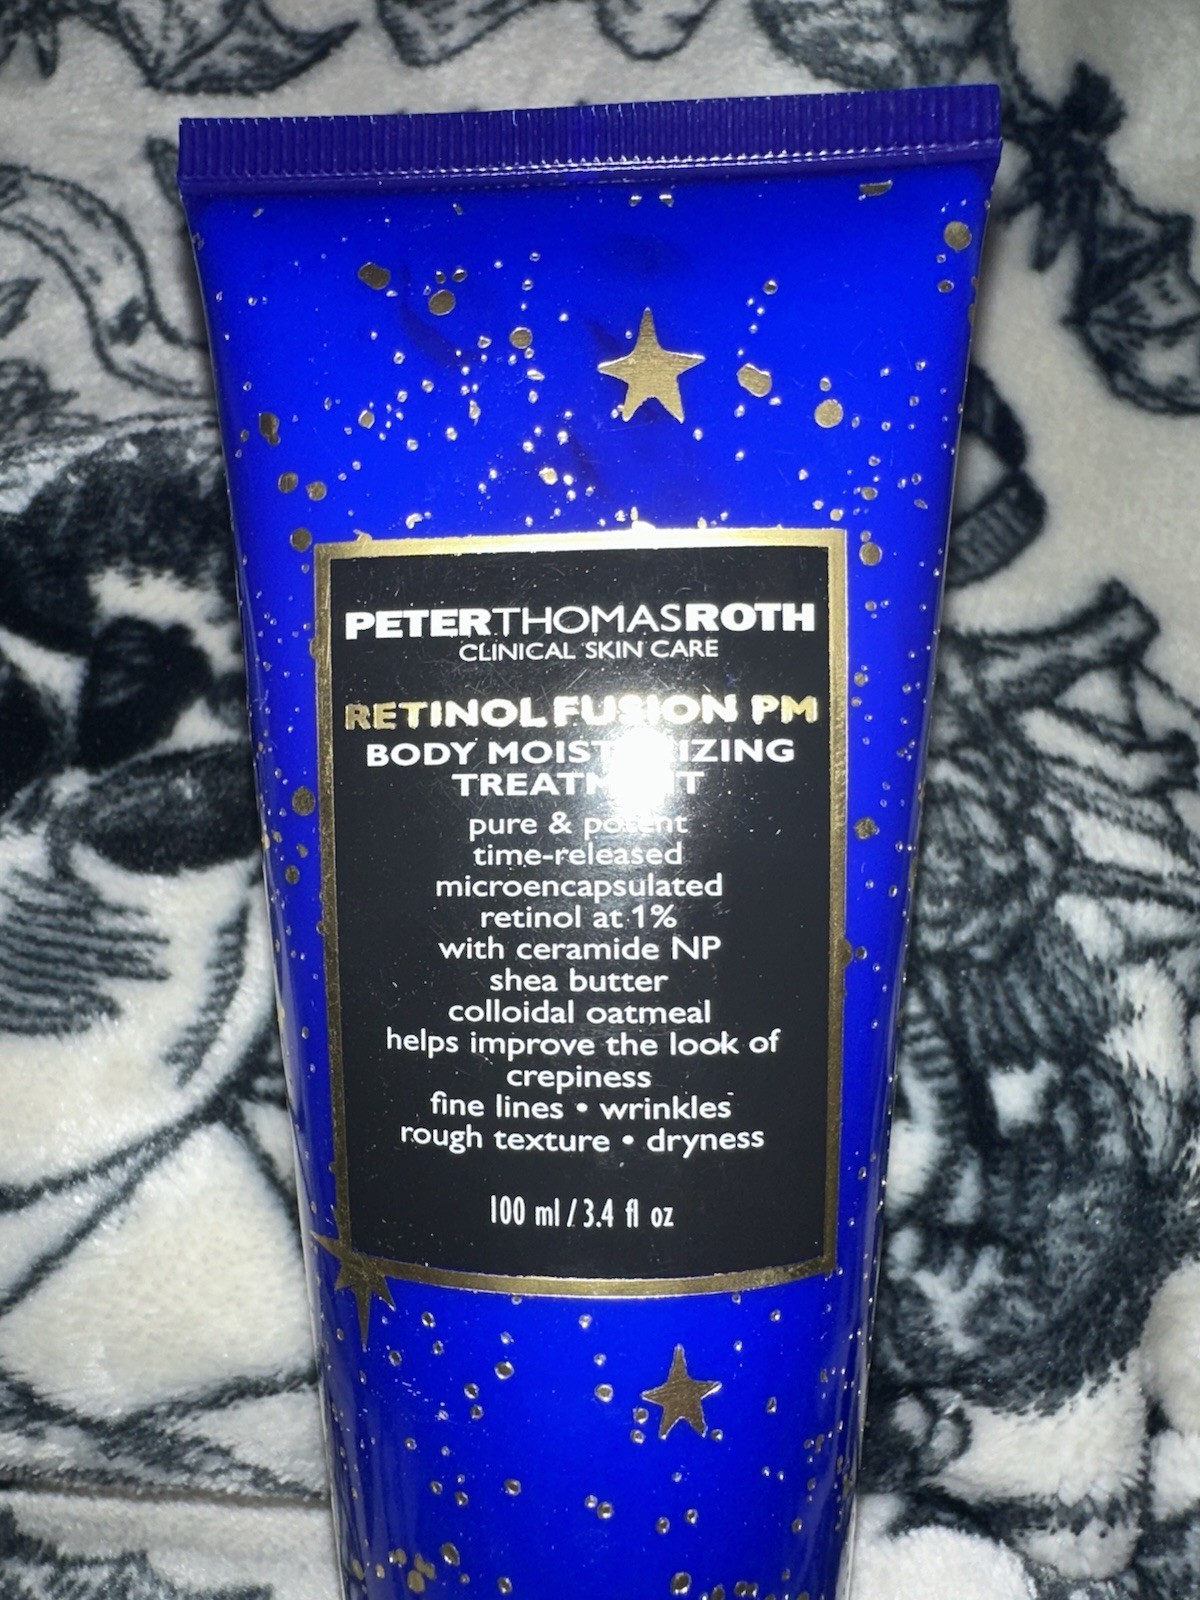 PETERTHOMASROTH
CLINICAL SKIN CARE
RETINOL FUSION PM
BODY MOISTURIZING
TREATMENT
pure & potent
time-released
microencapsulated
retinol at 1%
with ceramide NP
shea butter
colloidal oatmeal
helps improve the look of
crepiness
fine lines • wrinkles
rough texture • dryness
100 ml / 3.4 fl oz